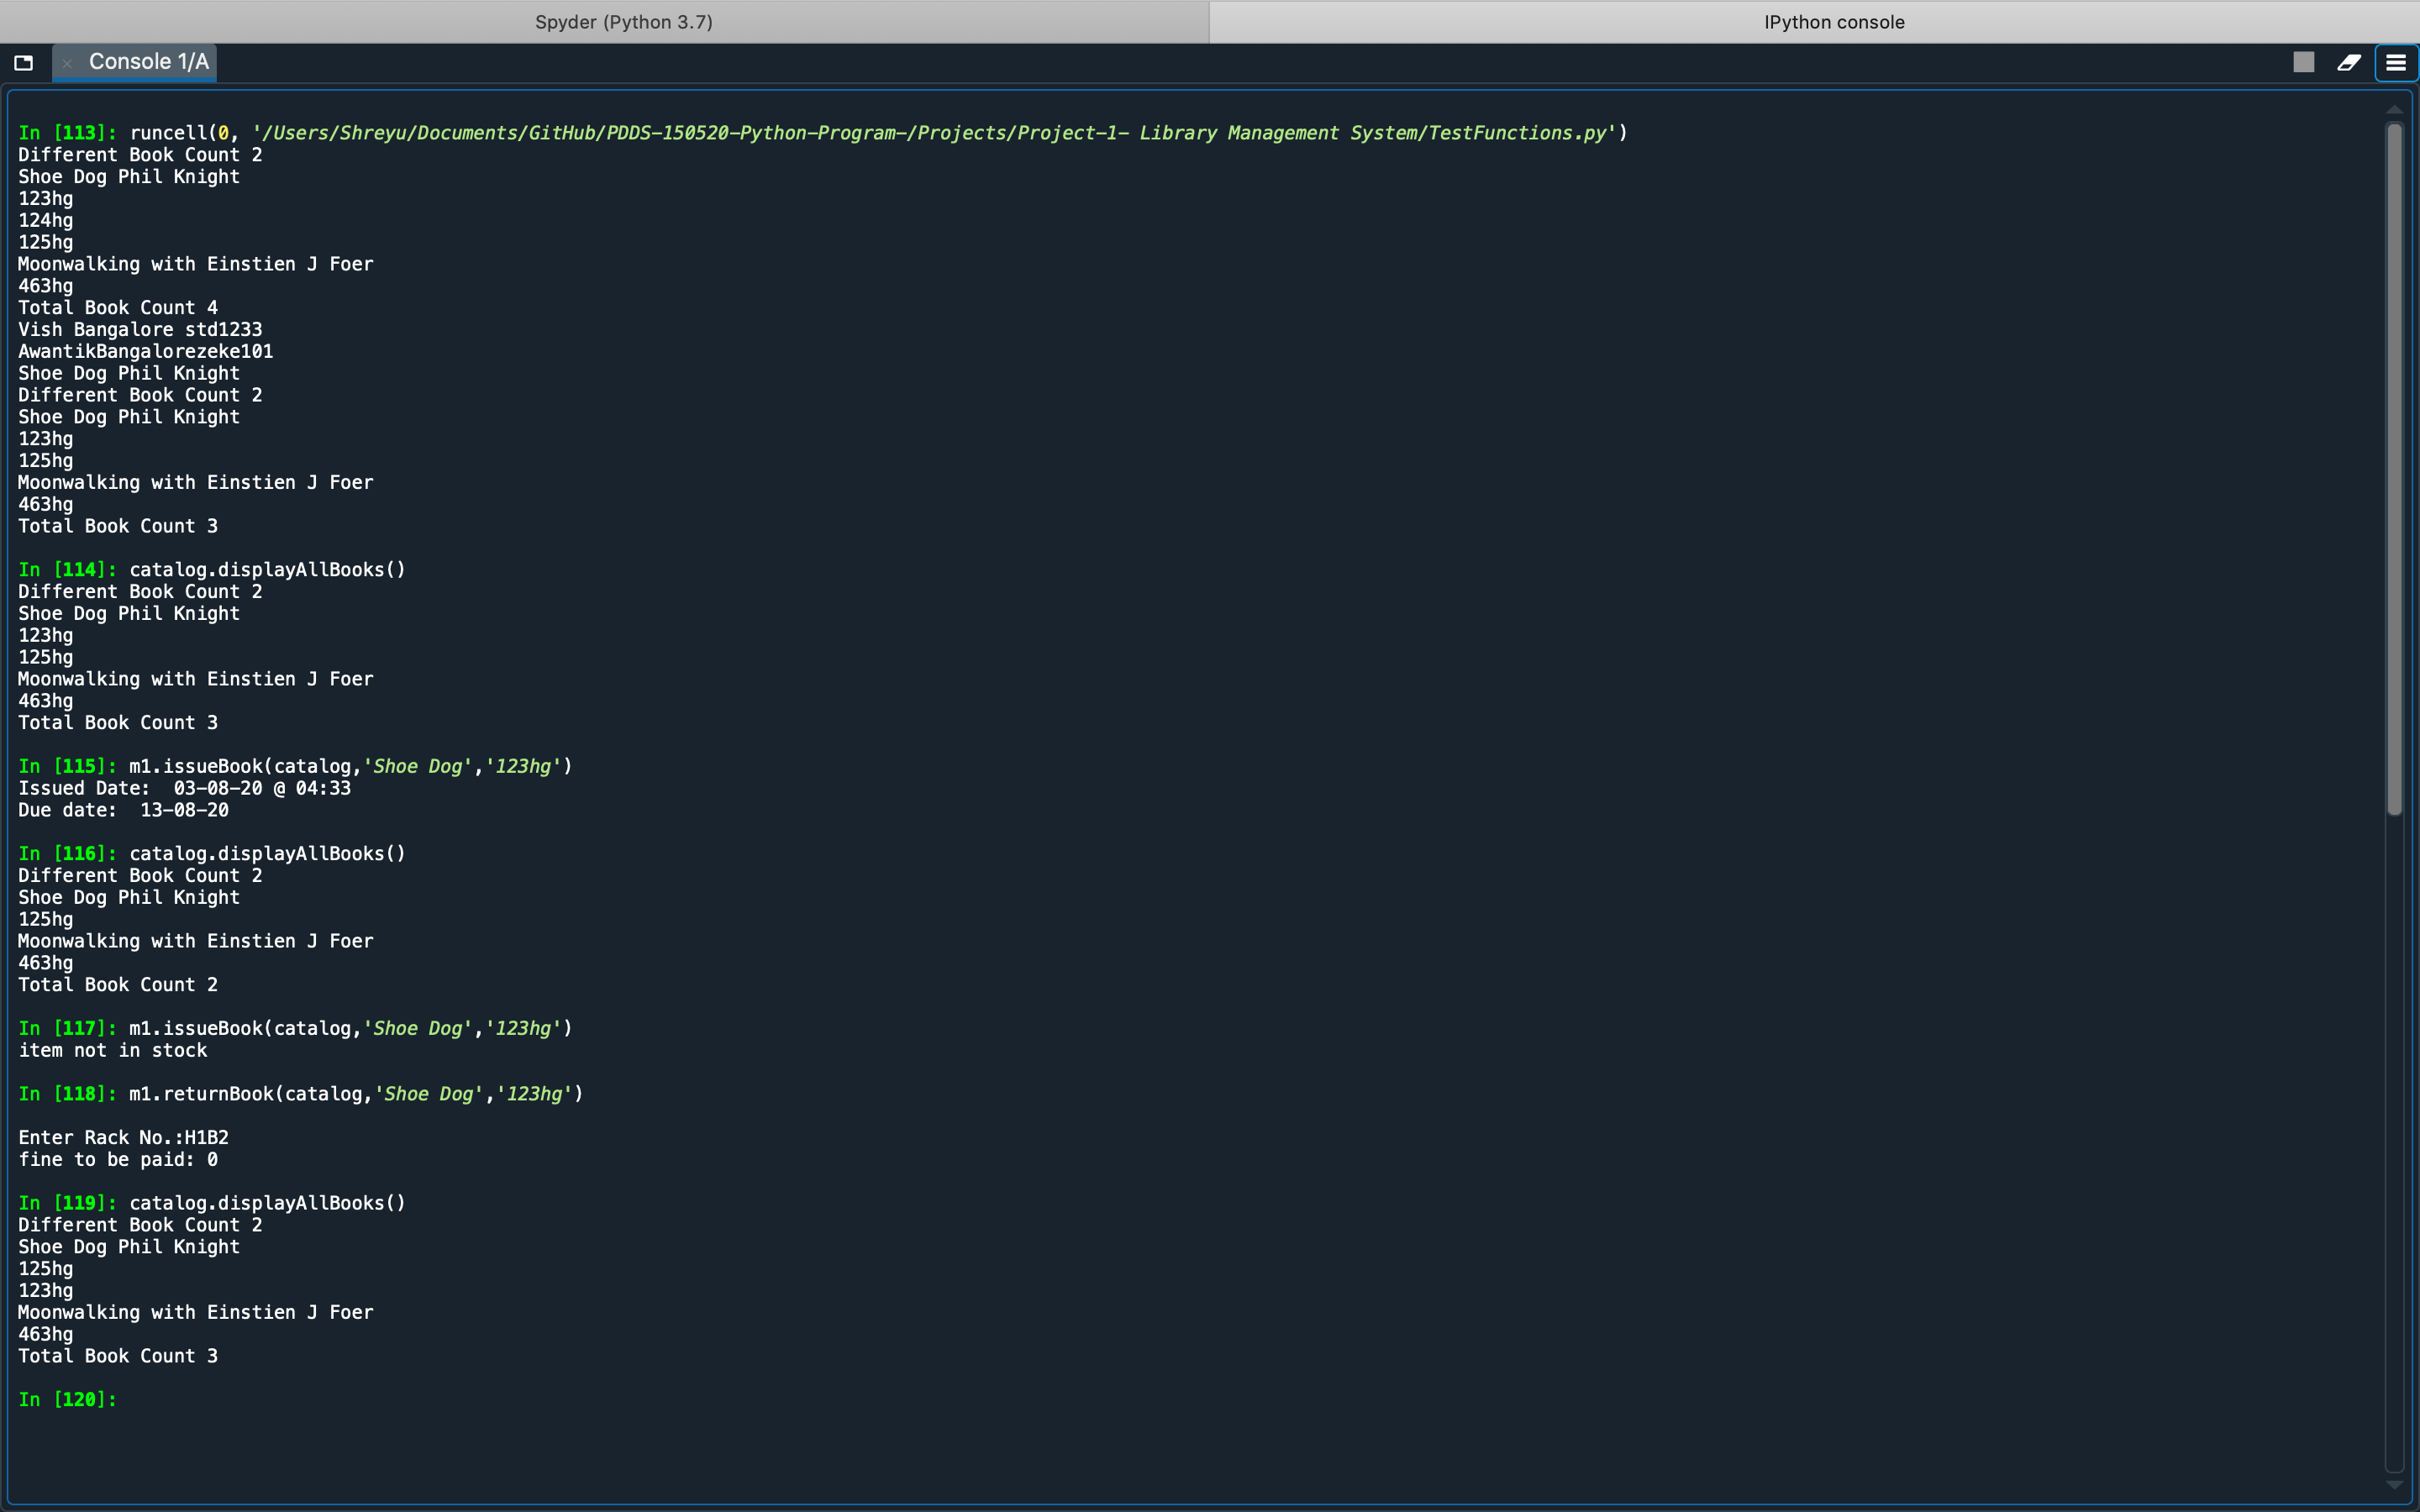 Spyder (Python 3.7)
IPython console
Console 1/A
In [113]: runcell(0, '/Users/Shreyu/Documents/GitHub/PDDS-150520-Python-Program-/Projects/Project-1- Library Management System/TestFunctions.py')
Different Book Count 2
Shoe Dog Phil Knight
123hg
124hg
125hg
Moonwalking with Einstien J Foer
463hg
Total Book Count 4
Vish Bangalore std1233
AwantikBangalorezeke101
Shoe Dog Phil Knight
Different Book Count 2
Shoe Dog Phil Knight
123hg
125hg
Moonwalking with Einstien J Foer
463hg
Total Book Count 3
In [114]: catalog.displayAllBooks()
Different Book Count 2
Shoe Dog Phil Knight
123hg
125hg
Moonwalking with Einstien J Foer
463hg
Total Book Count 3
In [115]: m1.issueBook(catalog,'Shoe Dog','123hg')
Issued Date:  03-08-20 @ 04:33
Due date:  13-08-20
In [116]: catalog.displayAllBooks()
Different Book Count 2
Shoe Dog Phil Knight
125hg
Moonwalking with Einstien J Foer
463hg
Total Book Count 2
In [117]: m1.issueBook(catalog,'Shoe Dog','123hg')
item not in stock
In [118]: m1.returnBook(catalog,'Shoe Dog','123hg')
Enter Rack No.:H1B2
fine to be paid: 0
In [119]: catalog.displayAllBooks()
Different Book Count 2
Shoe Dog Phil Knight
125hg
123hg
Moonwalking with Einstien J Foer
463hg
Total Book Count 3
In [120]: